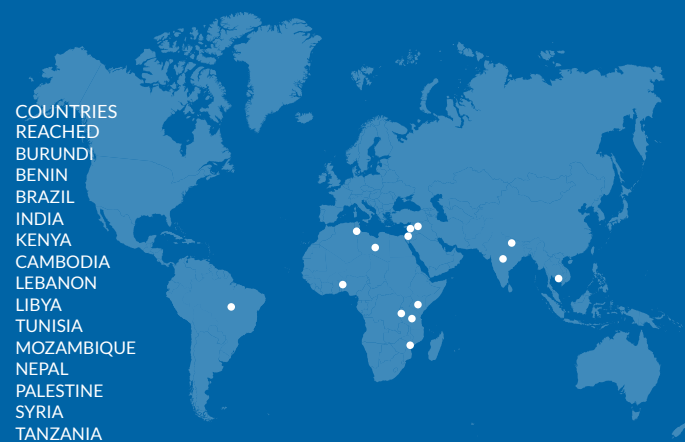 COUNTRIES
REACHED
BURUNDI
BENIN
BRAZIL
INDIA
KENYA
CAMBODIA
LEBANON
LIBYA
TUNISIA
MOZAMBIQUE
NEPAL
PALESTINE
SYRIA
TANZANIA